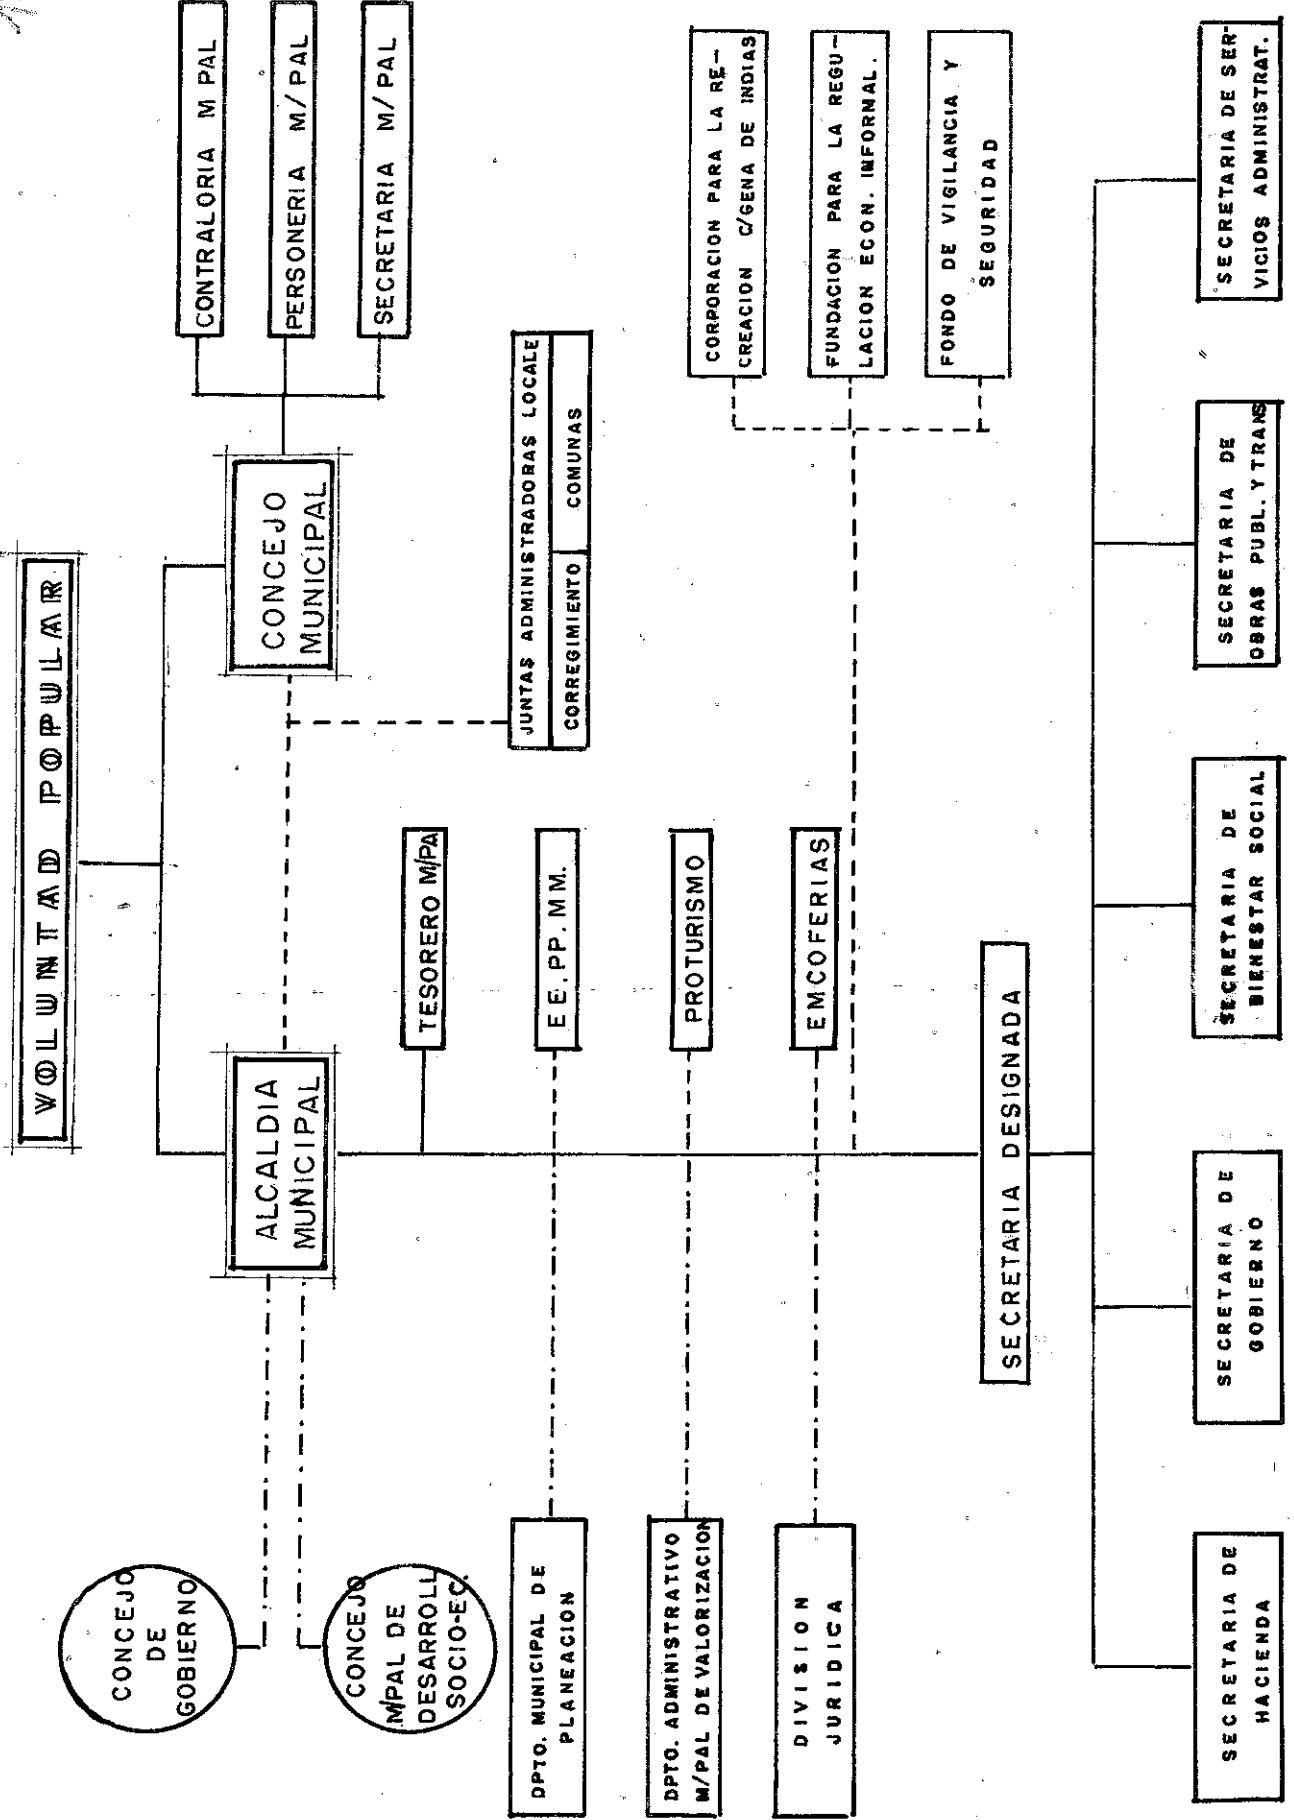 VOLUNTAD POPULAR
CONCEJO
DE
GOBIERNO
CONCEJO
M/PAL DE
DESARROLL
SOCIO-EC.
ALCALDIA
MUNICIPAL
CONCEJO
MUNICIPAL
CONTRALORIA M PAL
PERSONERIA M/PAL
SECRETARIA M/PAL
TESORERO M/PA
JUNTAS ADMINISTRADORAS LOCALE
CORREGIMIENTO
COMUNAS
DPTO. MUNICIPAL DE
PLANEACION
EE.PP.MM.
DPTO. ADMINISTRATIVO
M/PAL DE VALORIZACION
PROTURISMO
DIVISION
JURIDICA
EMCOFERIAS
CORPORACION PARA LA RE-
CREACION C/GENA DE INDIAS
FUNDACION PARA LA REGU-
LACION ECON. INFORMAL.
FONDO DE VIGILANCIA Y
SEGURIDAD
SECRETARIA DESIGNADA
SECRETARIA DE
HACIENDA
SECRETARIA DE
GOBIERNO
SECRETARIA DE
BIENESTAR SOCIAL
SECRETARIA DE
OBRAS PUBL. Y TRANS
SECRETARIA DE SER-
VICIOS ADMINISTRAT.